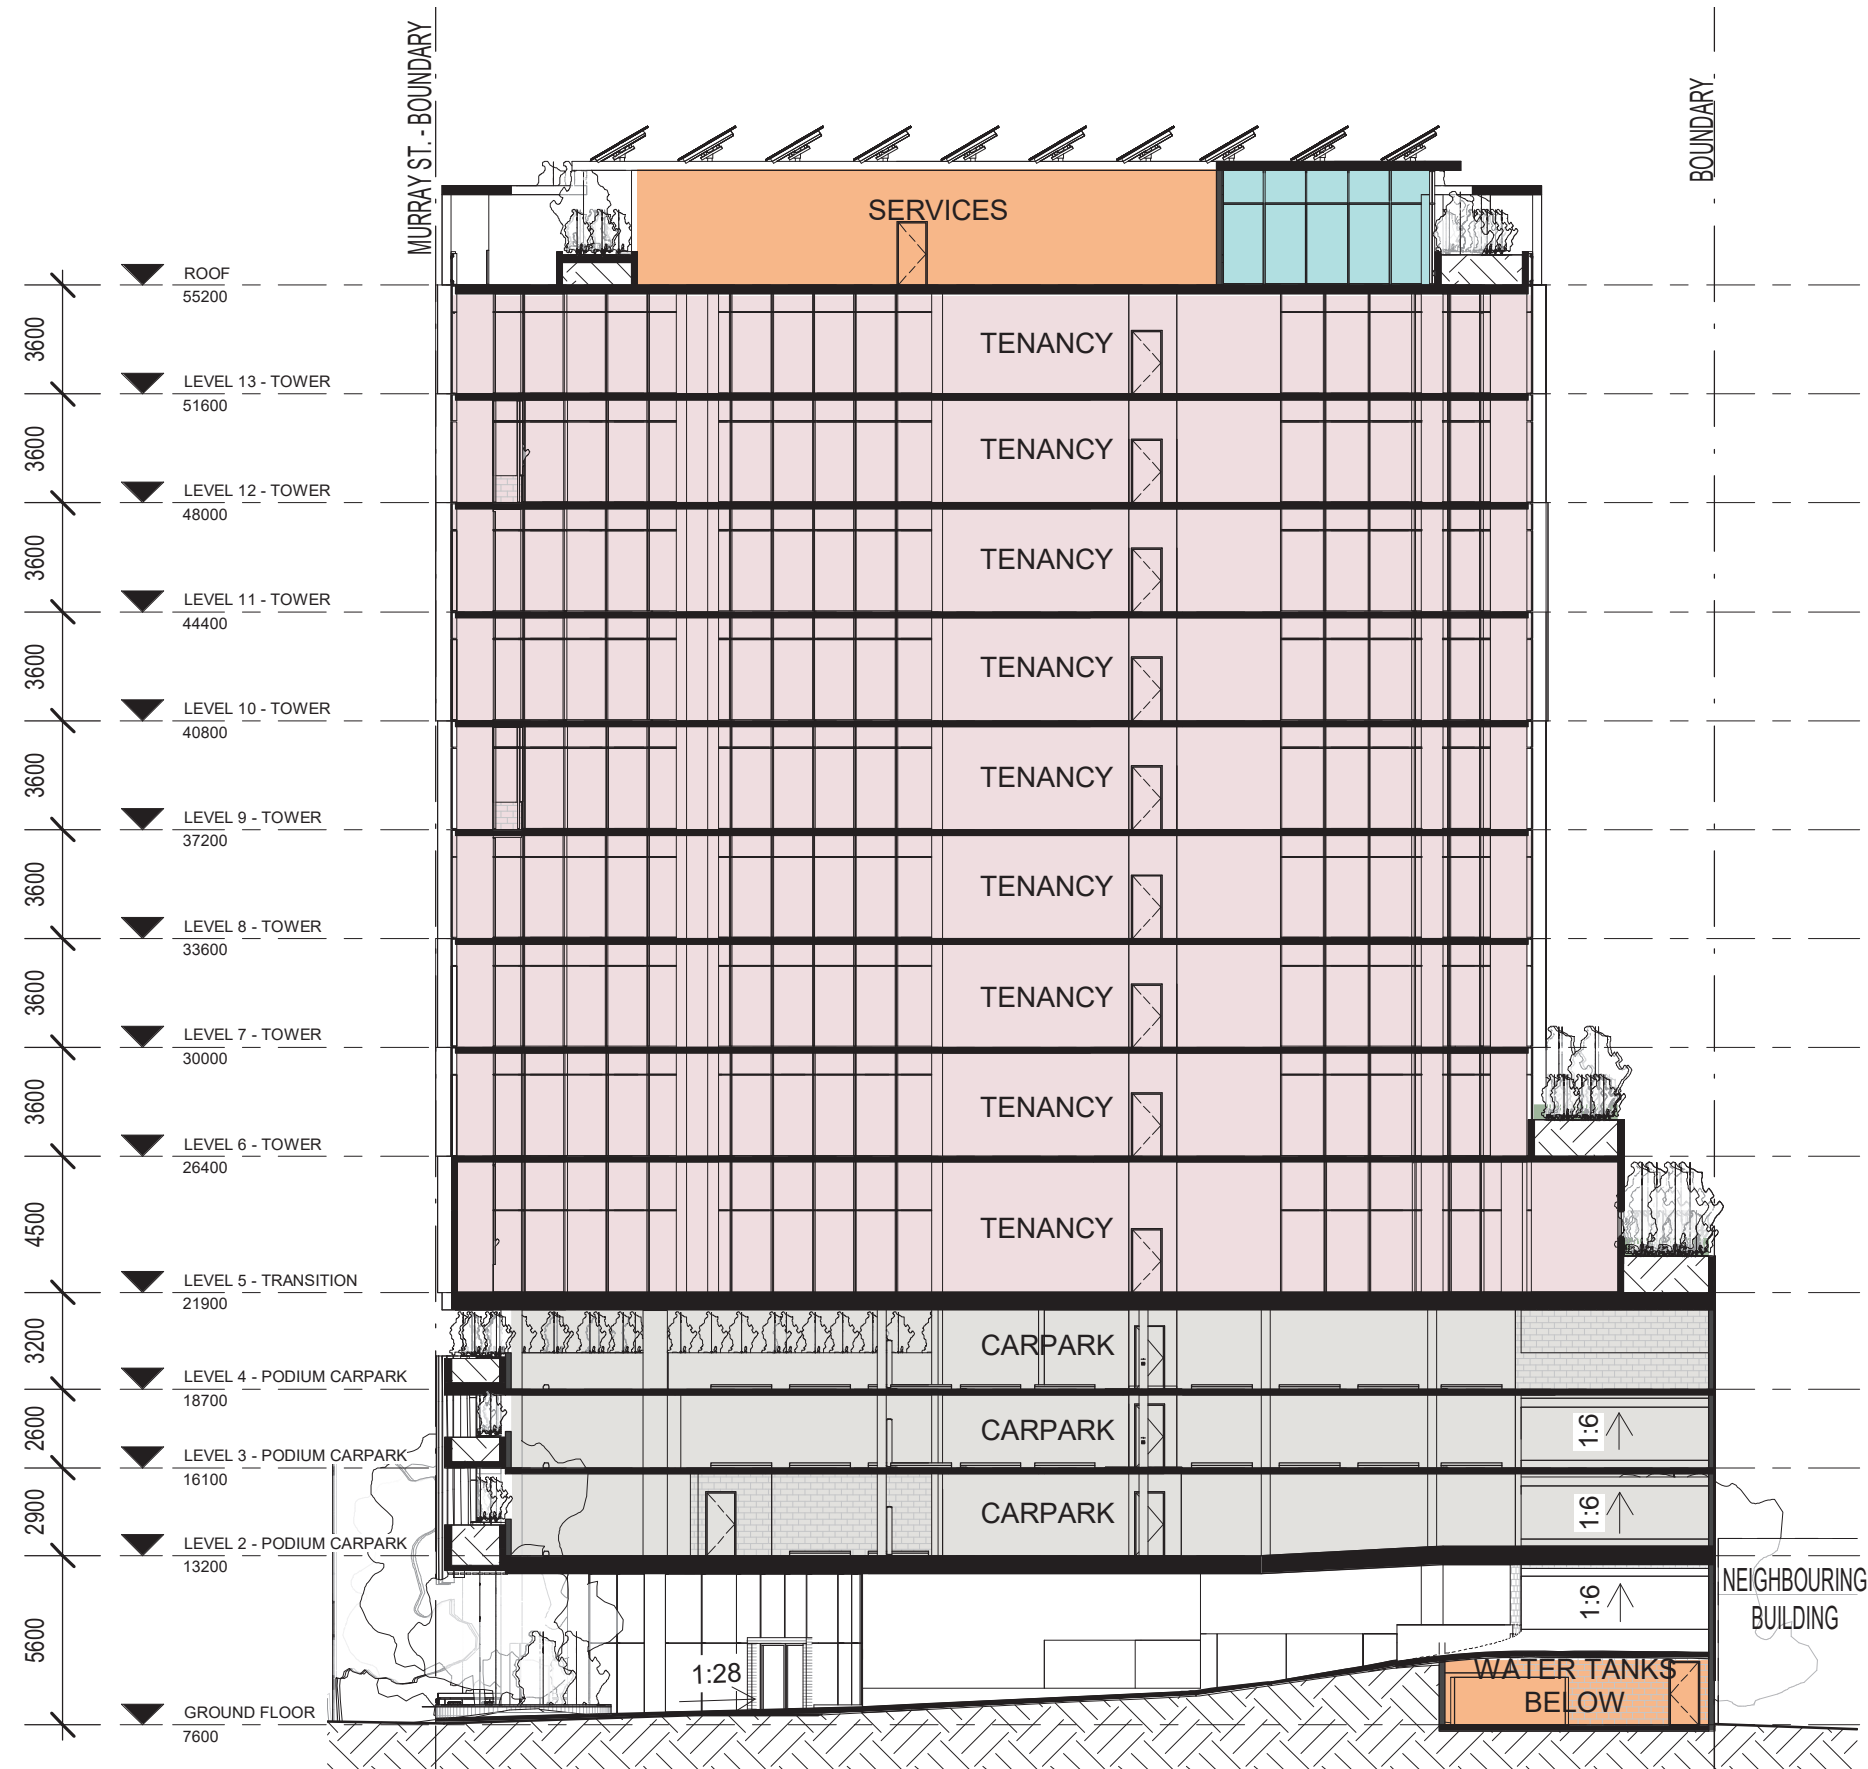 MURRAY ST. - BOUNDARY
BOUNDARY
SERVICES
ROOF
55200
3600
TENANCY
LEVEL 13 - TOWER
51600
3600
TENANCY
LEVEL 12 - TOWER
48000
3600
TENANCY
LEVEL 11 - TOWER
44400
3600
TENANCY
LEVEL 10 - TOWER
40800
3600
TENANCY
LEVEL 9 - TOWER
37200
3600
TENANCY
LEVEL 8 - TOWER
33600
3600
TENANCY
LEVEL 7 - TOWER
30000
3600
TENANCY
LEVEL 6 - TOWER
26400
4500
TENANCY
LEVEL 5 - TRANSITION
21900
3200
CARPARK
LEVEL 4 - PODIUM CARPARK
18700
2600
CARPARK
1:6
LEVEL 3 - PODIUM CARPARK
16100
2900
CARPARK
1:6
LEVEL 2 - PODIUM CARPARK
13200
5600
1:6
NEIGHBOURING
BUILDING
1:28
WATER TANKS
BELOW
GROUND FLOOR
7600